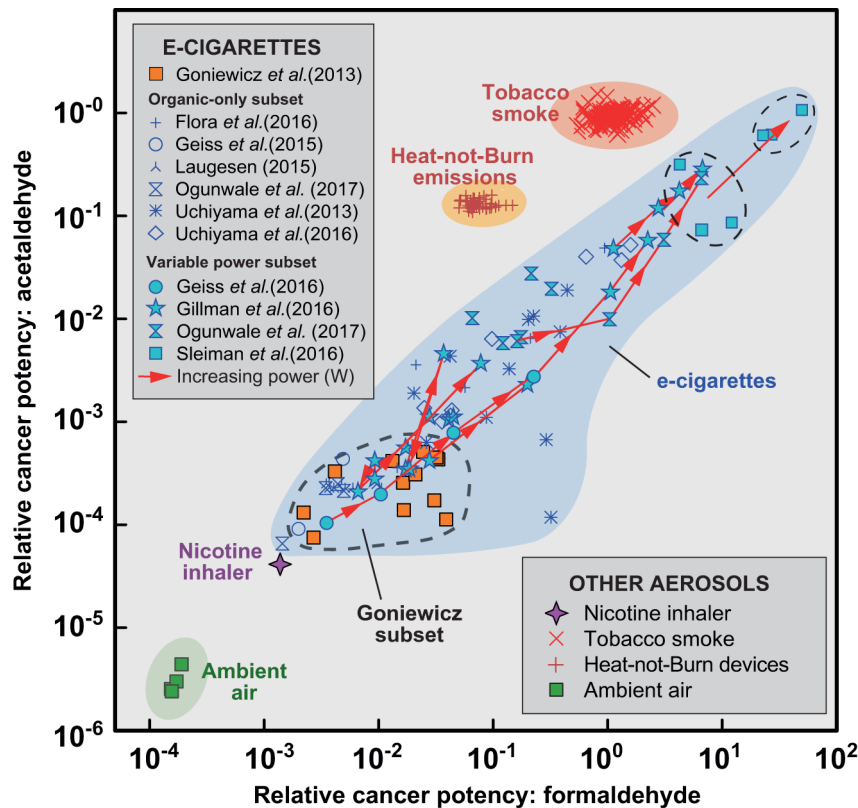 E-CIGARETTES
Goniewicz et al.(2013)
Organic-only subset
Flora et al.(2016)
Geiss et al.(2015)
Laugesen (2015)
Ogunwale et al. (2017)
Uchiyama et al.(2013)
Uchiyama et al.(2016)
Variable power subset
Geiss et al.(2016)
Gillman et al.(2016)
Ogunwale et al. (2017)
Sleiman et al.(2016)
Increasing power (W)
Tobacco
smoke
Heat-not-Burn
emissions
e-cigarettes
Nicotine
inhaler
Goniewicz
subset
Ambient
air
OTHER AEROSOLS
Nicotine inhaler
Tobacco smoke
Heat-not-Burn devices
Ambient air
Relative cancer potency: acetaldehyde
10⁻⁰
10⁻¹
10⁻²
10⁻³
10⁻⁴
10⁻⁵
10⁻⁶
10⁻⁴ 10⁻³ 10⁻² 10⁻¹ 10⁰ 10¹ 10²
Relative cancer potency: formaldehyde